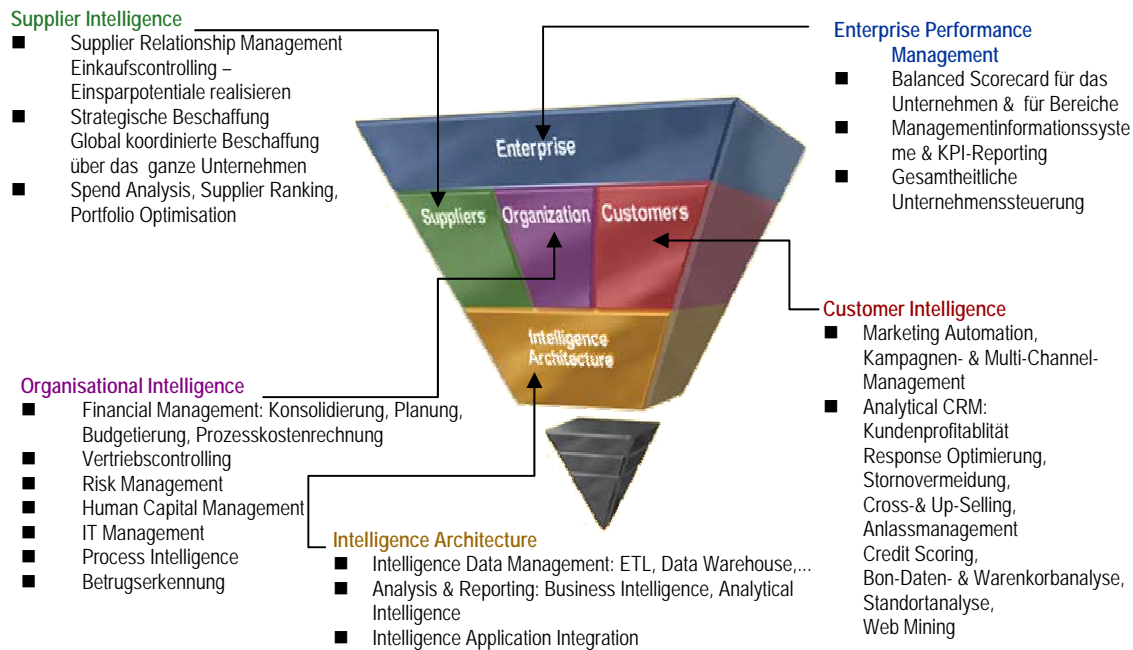 Supplier Intelligence
■ Supplier Relationship Management
Einkaufscontrolling –
Einsparpotentiale realisieren
■ Strategische Beschaffung
Global koordinierte Beschaffung
über das ganze Unternehmen
■ Spend Analysis, Supplier Ranking,
Portfolio Optimisation
Enterprise Performance
Management
■ Balanced Scorecard für das
Unternehmen & für Bereiche
■ Managementinformationssyste
me & KPI-Reporting
■ Gesamtheitliche
Unternehmenssteuerung
Enterprise
Suppliers
Organization
Customers
Intelligence
Architecture
Customer Intelligence
■ Marketing Automation,
Kampagnen- & Multi-Channel-
Management
■ Analytical CRM:
Kundenprofitablität
Response Optimierung,
Stornovermeidung,
Cross-& Up-Selling,
Anlassmanagement
Credit Scoring,
Bon-Daten- & Warenkorbanalyse,
Standortanalyse,
Web Mining
Organisational Intelligence
■ Financial Management: Konsolidierung, Planung,
Budgetierung, Prozesskostenrechnung
■ Vertriebscontrolling
■ Risk Management
■ Human Capital Management
■ IT Management
■ Process Intelligence
■ Betrugserkennung
Intelligence Architecture
■ Intelligence Data Management: ETL, Data Warehouse,...
■ Analysis & Reporting: Business Intelligence, Analytical
Intelligence
■ Intelligence Application Integration